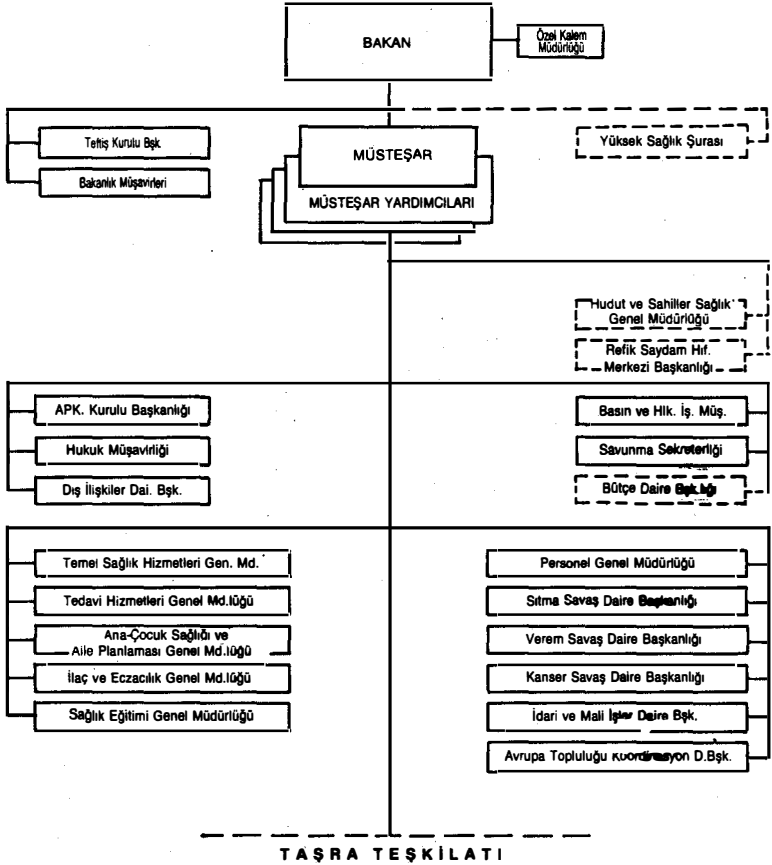 BAKAN
Özel Kalem
Müdürlüğü
Teftiş Kurulu Bşk.
Bakanlık Müşavirleri
MÜSTEŞAR
MÜSTEŞAR YARDIMCILARI
Yüksek Sağlık Şurası
Hudut ve Sahiller Sağlık
Genel Müdürlüğü
Refik Saydam Hıf.
Merkezi Başkanlığı
APK. Kurulu Başkanlığı
Hukuk Müşavirliği
Dış İlişkiler Dai. Bşk.
Basın ve Hlk. İş. Müş.
Savunma Sekreterliği
Bütçe Daire Bşk.lığı
Temel Sağlık Hizmetleri Gen. Md.
Tedavi Hizmetleri Genel Md.lüğü
Ana-Çocuk Sağlığı ve
Aile Planlaması Genel Md.lüğü
İlaç ve Eczacılık Genel Md.lüğü
Sağlık Eğitimi Genel Müdürlüğü
Personel Genel Müdürlüğü
Sıtma Savaş Daire Başkanlığı
Verem Savaş Daire Başkanlığı
Kanser Savaş Daire Başkanlığı
İdari ve Mali İşler Daire Bşk.
Avrupa Topluluğu Koordinasyon D.Bşk.
TAŞRA TEŞKİLATI